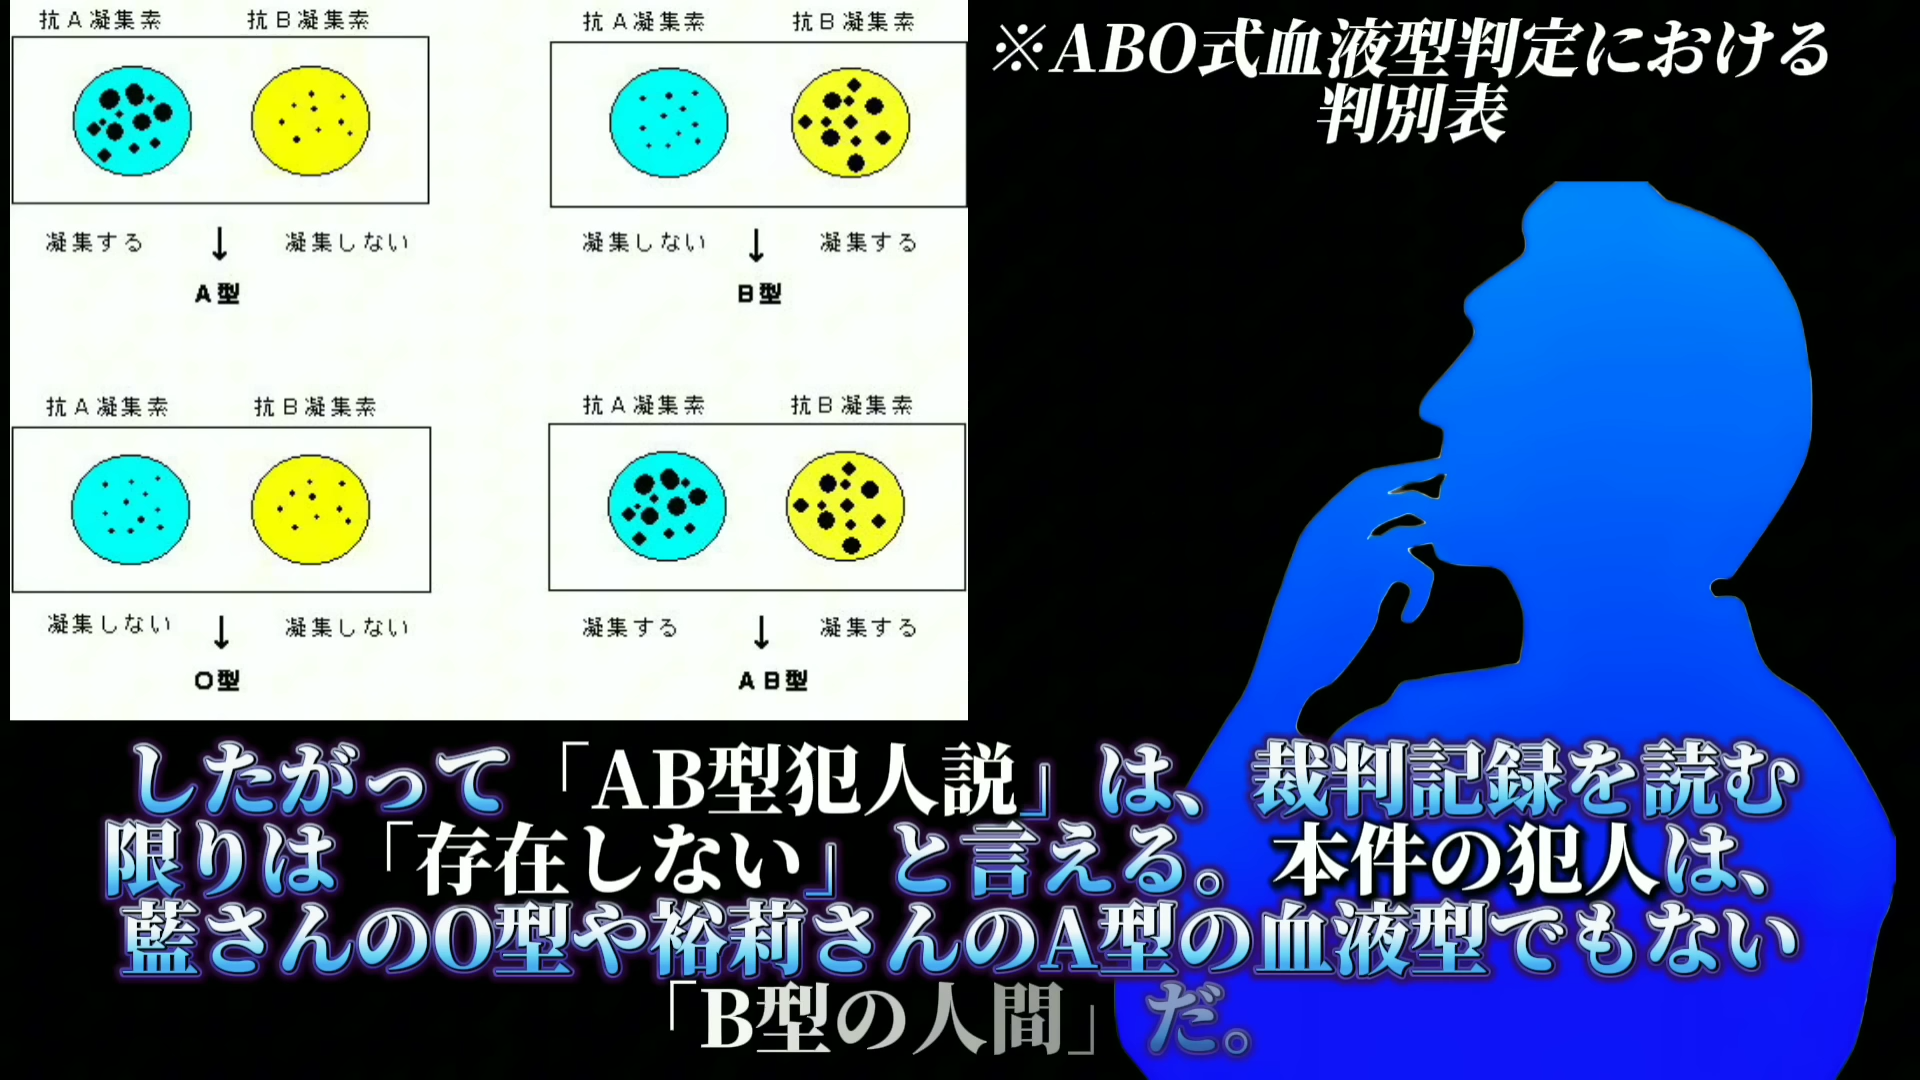 抗A凝集素 抗B凝集素
凝集する ↓ 凝集しない
A型
抗A凝集素 抗B凝集素
凝集しない ↓ 凝集する
B型
抗A凝集素 抗B凝集素
凝集しない ↓ 凝集しない
O型
抗A凝集素 抗B凝集素
凝集する ↓ 凝集する
AB型
※ABO式血液型判定における
判別表
したがって「AB型犯人説」は、裁判記録を読む
限りは「存在しない」と言える。本件の犯人は、
藍さんのO型や裕莉さんのA型の血液型でもない
「B型の人間」だ。